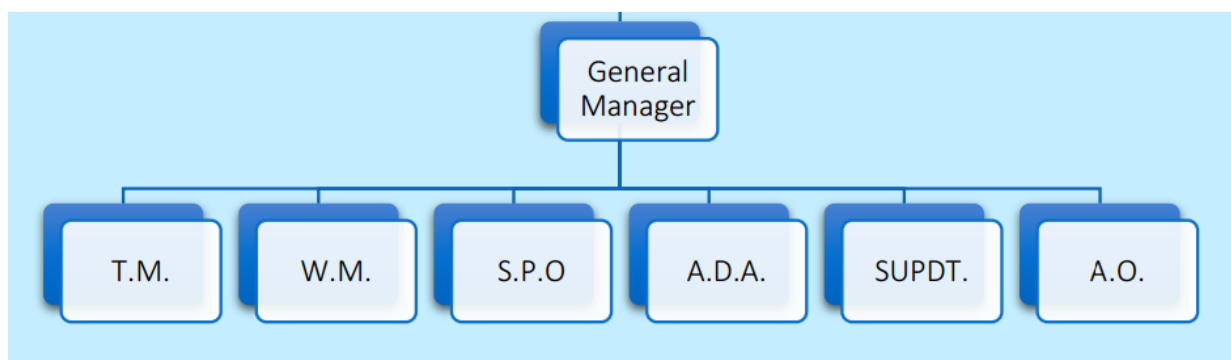 General
Manager
T.M.
W.M.
S.P.O
A.D.A.
SUPDT.
A.O.